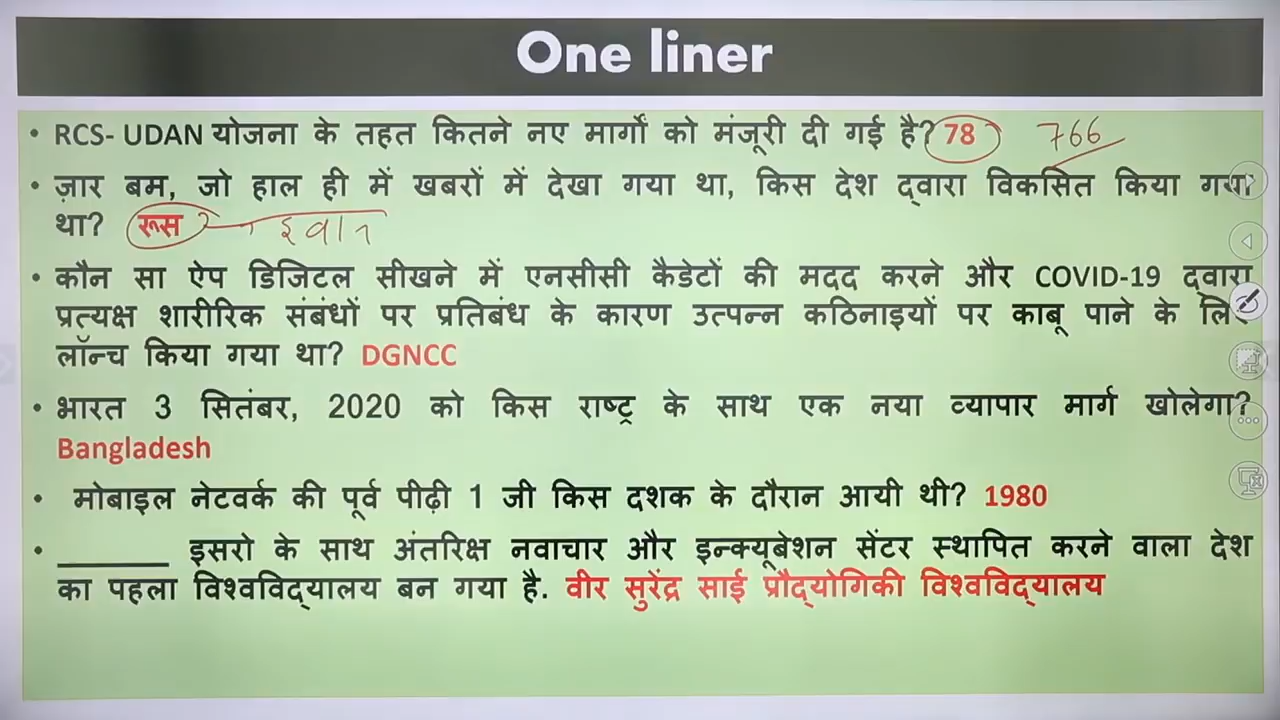 One liner
• RCS- UDAN योजना के तहत कितने नए मार्गों को मंजूरी दी गई है? 78 766
• ज़ार बम, जो हाल ही में खबरों में देखा गया था, किस देश द्वारा विकसित किया गया
था? रूस इवान
• कौन सा ऐप डिजिटल सीखने में एनसीसी कैडेटों की मदद करने और COVID-19 द्वारा
प्रत्यक्ष शारीरिक संबंधों पर प्रतिबंध के कारण उत्पन्न कठिनाइयों पर काबू पाने के लिए
लॉन्च किया गया था? DGNCC
• भारत 3 सितंबर, 2020 को किस राष्ट्र के साथ एक नया व्यापार मार्ग खोलेगा?
Bangladesh
• मोबाइल नेटवर्क की पूर्व पीढ़ी 1 जी किस दशक के दौरान आयी थी? 1980
• ________ इसरो के साथ अंतरिक्ष नवाचार और इन्क्यूबेशन सेंटर स्थापित करने वाला देश
का पहला विश्वविद्यालय बन गया है. वीर सुरेंद्र साई प्रौद्योगिकी विश्वविद्यालय